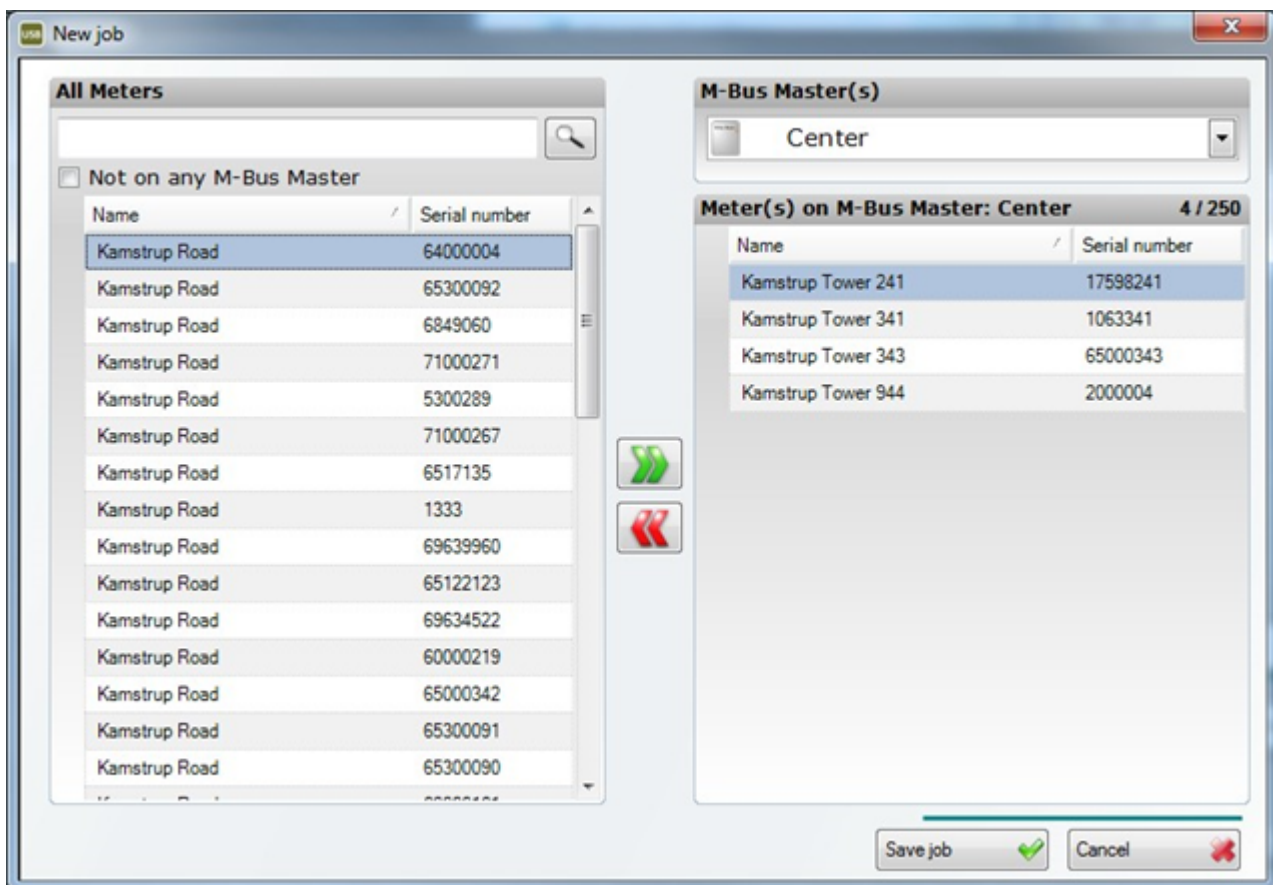 USB New job
All Meters
Not on any M-Bus Master
Name Serial number
Kamstrup Road 64000004
Kamstrup Road 65300092
Kamstrup Road 6849060
Kamstrup Road 71000271
Kamstrup Road 5300289
Kamstrup Road 71000267
Kamstrup Road 6517135
Kamstrup Road 1333
Kamstrup Road 69639960
Kamstrup Road 65122123
Kamstrup Road 69634522
Kamstrup Road 60000219
Kamstrup Road 65000342
Kamstrup Road 65300091
Kamstrup Road 65300090
M-Bus Master(s)
Center
Meter(s) on M-Bus Master: Center 4 / 250
Name Serial number
Kamstrup Tower 241 17598241
Kamstrup Tower 341 1063341
Kamstrup Tower 343 65000343
Kamstrup Tower 944 2000004
Save job Cancel